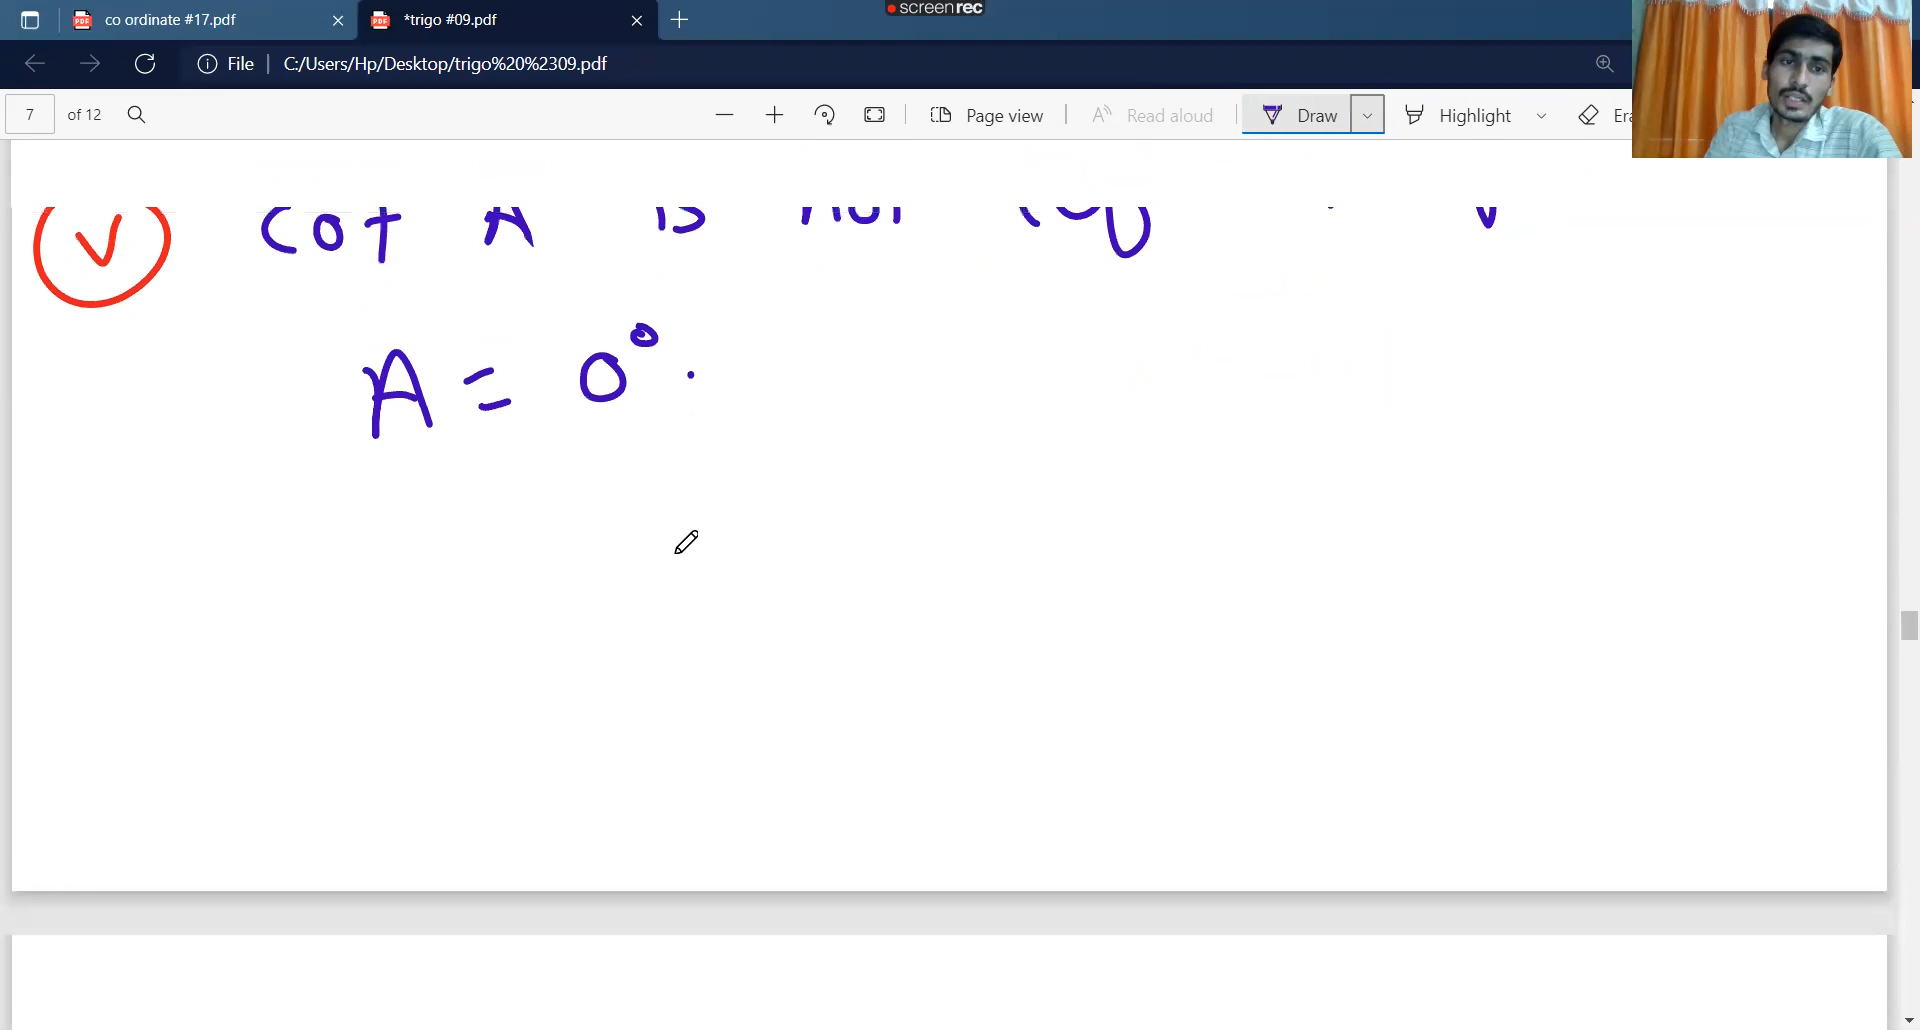 co ordinate #17.pdf
*trigo #09.pdf
screenrec
File
C:/Users/Hp/Desktop/trigo%20%2309.pdf
7 of 12
Page view
Read aloud
Draw
Highlight
V Cot A is not
A = 0° .